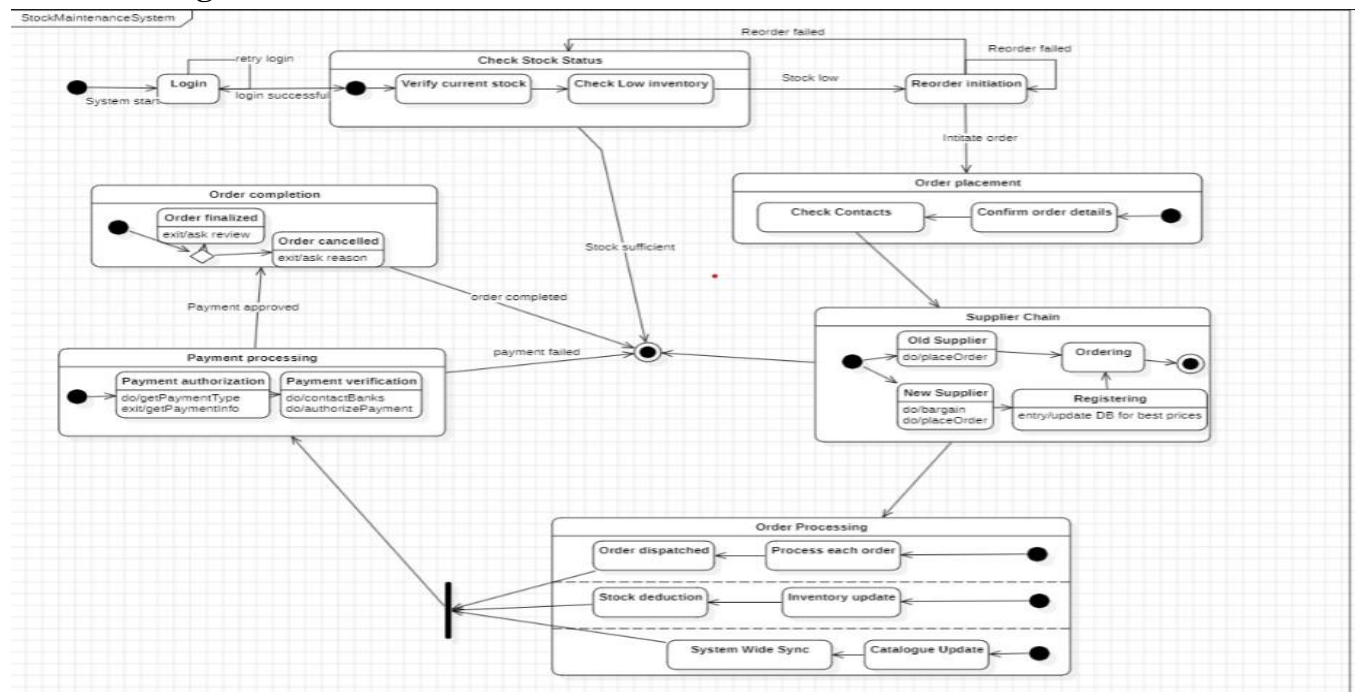 StockMaintenanceSystem
Reorder failed
Reorder failed
retry login
Check Stock Status
Login
Verify current stock
Check Low inventory
Stock low
Reorder initiation
System start
login successful
Intitate order
Order completion
Order placement
Order finalized
exit/ask review
Check Contacts
Confirm order details
Order cancelled
exit/ask reason
Stock sufficient
order completed
Payment approved
Supplier Chain
Old Supplier
do/placeOrder
Ordering
Payment processing
payment failed
Payment authorization
do/getPaymentType
exit/getPaymentInfo
Payment verification
do/contactBanks
do/authorizePayment
New Supplier
do/bargain
do/placeOrder
Registering
entry/update DB for best prices
Order Processing
Order dispatched
Process each order
Stock deduction
Inventory update
System Wide Sync
Catalogue Update